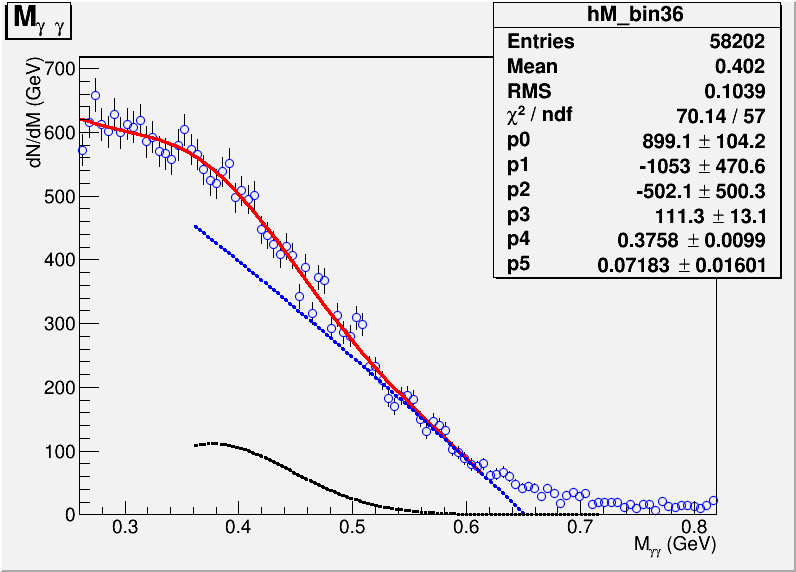 M_γ γ
hM_bin36
Entries 58202
Mean 0.402
RMS 0.1039
χ² / ndf 70.14 / 57
p0 899.1 ± 104.2
p1 -1053 ± 470.6
p2 -502.1 ± 500.3
p3 111.3 ± 13.1
p4 0.3758 ± 0.0099
p5 0.07183 ± 0.01601
dN/dM (GeV)
700
600
500
400
300
200
100
0
0.3 0.4 0.5 0.6 0.7 0.8
M_γγ (GeV)